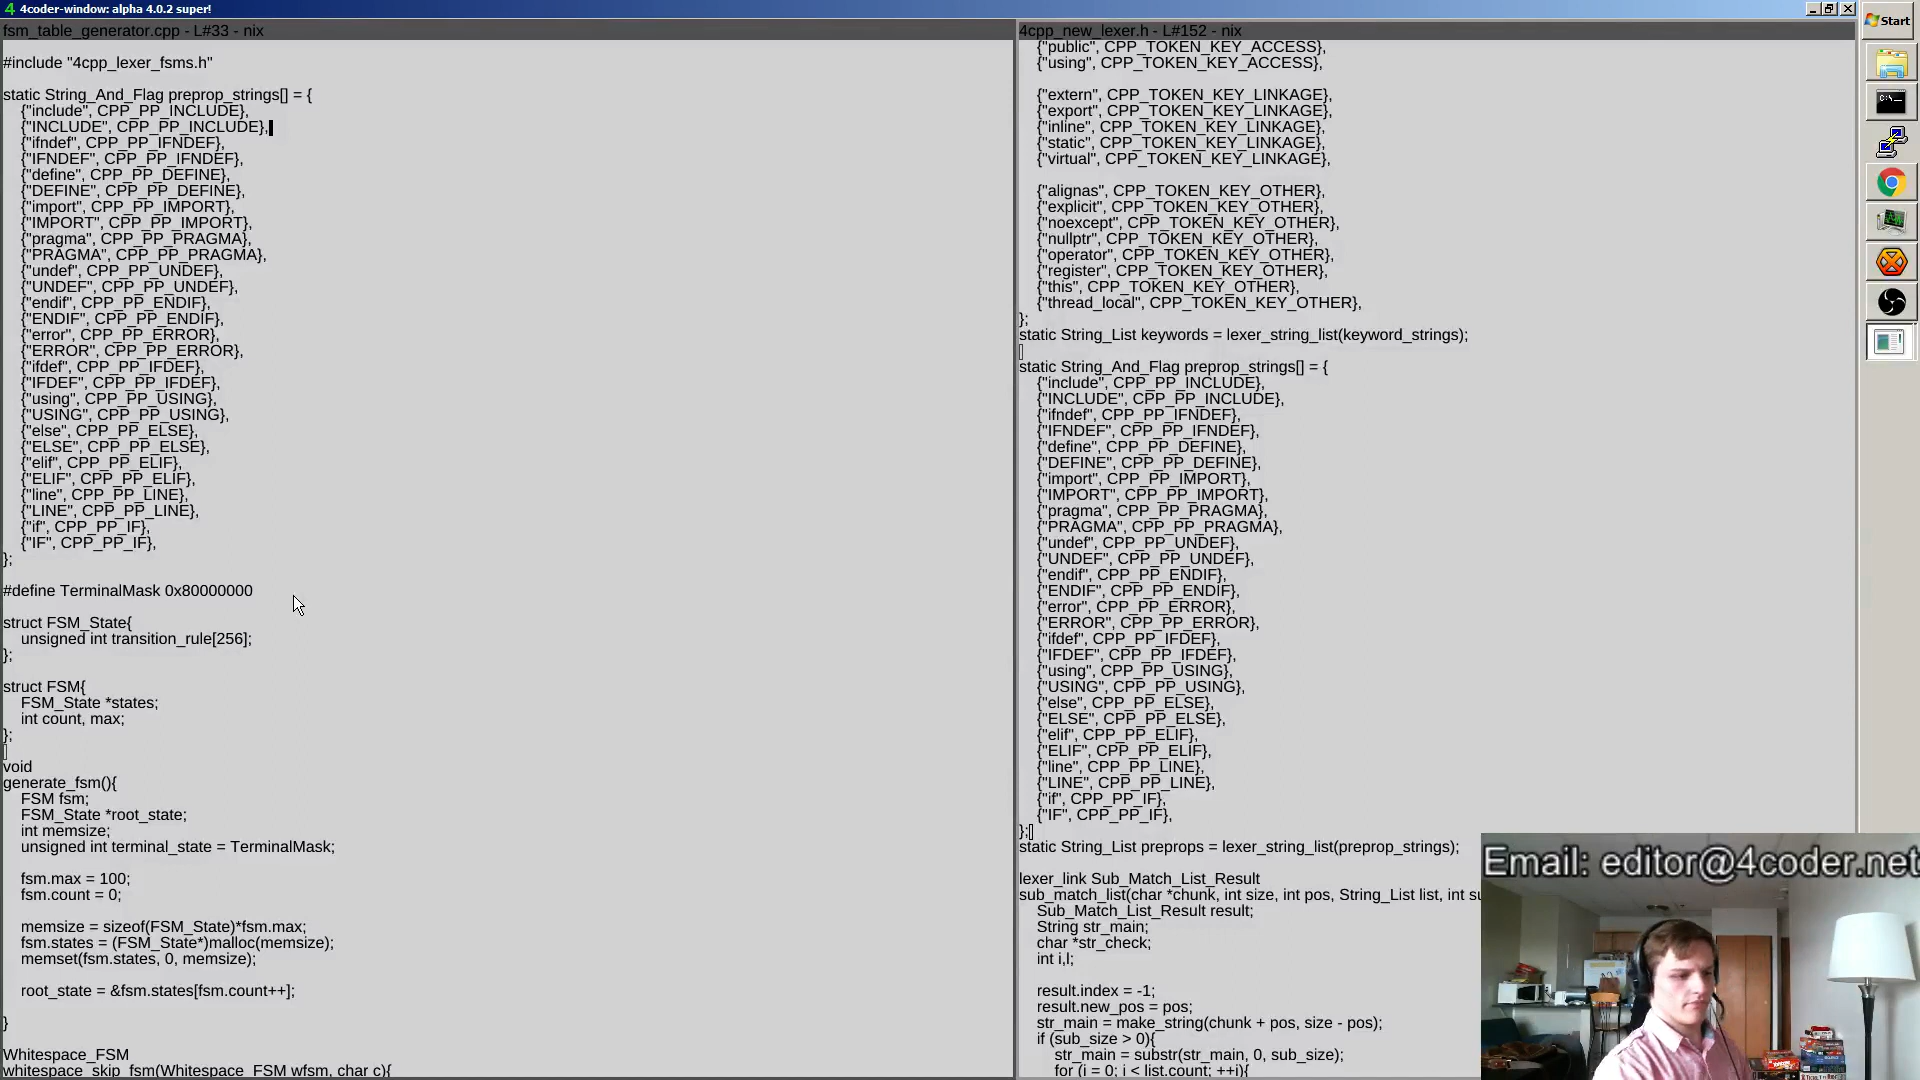 4 4coder-window: alpha 4.0.2 super!
Start
fsm_table_generator.cpp - L#33 - nix
#include "4cpp_lexer_fsms.h"
static String_And_Flag preprop_strings[] = {
{"include", CPP_PP_INCLUDE},
{"INCLUDE", CPP_PP_INCLUDE},
{"ifndef", CPP_PP_IFNDEF},
{"IFNDEF", CPP_PP_IFNDEF},
{"define", CPP_PP_DEFINE},
{"DEFINE", CPP_PP_DEFINE},
{"import", CPP_PP_IMPORT},
{"IMPORT", CPP_PP_IMPORT},
{"pragma", CPP_PP_PRAGMA},
{"PRAGMA", CPP_PP_PRAGMA},
{"undef", CPP_PP_UNDEF},
{"UNDEF", CPP_PP_UNDEF},
{"endif", CPP_PP_ENDIF},
{"ENDIF", CPP_PP_ENDIF},
{"error", CPP_PP_ERROR},
{"ERROR", CPP_PP_ERROR},
{"ifdef", CPP_PP_IFDEF},
{"IFDEF", CPP_PP_IFDEF},
{"using", CPP_PP_USING},
{"USING", CPP_PP_USING},
{"else", CPP_PP_ELSE},
{"ELSE", CPP_PP_ELSE},
{"elif", CPP_PP_ELIF},
{"ELIF", CPP_PP_ELIF},
{"line", CPP_PP_LINE},
{"LINE", CPP_PP_LINE},
{"if", CPP_PP_IF},
{"IF", CPP_PP_IF},
};
#define TerminalMask 0x80000000
struct FSM_State{
unsigned int transition_rule[256];
};
struct FSM{
FSM_State *states;
int count, max;
};
void
generate_fsm(){
FSM fsm;
FSM_State *root_state;
int memsize;
unsigned int terminal_state = TerminalMask;
fsm.max = 100;
fsm.count = 0;
memsize = sizeof(FSM_State)*fsm.max;
fsm.states = (FSM_State*)malloc(memsize);
memset(fsm.states, 0, memsize);
root_state = &fsm.states[fsm.count++];
}
Whitespace_FSM
whitespace_skip_fsm(Whitespace_FSM wfsm, char c){
4cpp_new_lexer.h - L#152 - nix
{"public", CPP_TOKEN_KEY_ACCESS},
{"using", CPP_TOKEN_KEY_ACCESS},
{"extern", CPP_TOKEN_KEY_LINKAGE},
{"export", CPP_TOKEN_KEY_LINKAGE},
{"inline", CPP_TOKEN_KEY_LINKAGE},
{"static", CPP_TOKEN_KEY_LINKAGE},
{"virtual", CPP_TOKEN_KEY_LINKAGE},
{"alignas", CPP_TOKEN_KEY_OTHER},
{"explicit", CPP_TOKEN_KEY_OTHER},
{"noexcept", CPP_TOKEN_KEY_OTHER},
{"nullptr", CPP_TOKEN_KEY_OTHER},
{"operator", CPP_TOKEN_KEY_OTHER},
{"register", CPP_TOKEN_KEY_OTHER},
{"this", CPP_TOKEN_KEY_OTHER},
{"thread_local", CPP_TOKEN_KEY_OTHER},
};
static String_List keywords = lexer_string_list(keyword_strings);
static String_And_Flag preprop_strings[] = {
{"include", CPP_PP_INCLUDE},
{"INCLUDE", CPP_PP_INCLUDE},
{"ifndef", CPP_PP_IFNDEF},
{"IFNDEF", CPP_PP_IFNDEF},
{"define", CPP_PP_DEFINE},
{"DEFINE", CPP_PP_DEFINE},
{"import", CPP_PP_IMPORT},
{"IMPORT", CPP_PP_IMPORT},
{"pragma", CPP_PP_PRAGMA},
{"PRAGMA", CPP_PP_PRAGMA},
{"undef", CPP_PP_UNDEF},
{"UNDEF", CPP_PP_UNDEF},
{"endif", CPP_PP_ENDIF},
{"ENDIF", CPP_PP_ENDIF},
{"error", CPP_PP_ERROR},
{"ERROR", CPP_PP_ERROR},
{"ifdef", CPP_PP_IFDEF},
{"IFDEF", CPP_PP_IFDEF},
{"using", CPP_PP_USING},
{"USING", CPP_PP_USING},
{"else", CPP_PP_ELSE},
{"ELSE", CPP_PP_ELSE},
{"elif", CPP_PP_ELIF},
{"ELIF", CPP_PP_ELIF},
{"line", CPP_PP_LINE},
{"LINE", CPP_PP_LINE},
{"if", CPP_PP_IF},
{"IF", CPP_PP_IF},
};
static String_List preprops = lexer_string_list(preprop_strings);
lexer_link Sub_Match_List_Result
sub_match_list(char *chunk, int size, int pos, String_List list, int su
Sub_Match_List_Result result;
String str_main;
char *str_check;
int i,l;
result.index = -1;
result.new_pos = pos;
str_main = make_string(chunk + pos, size - pos);
if (sub_size > 0){
str_main = substr(str_main, 0, sub_size);
for (i = 0; i < list.count; ++i){
Email: editor@4coder.net